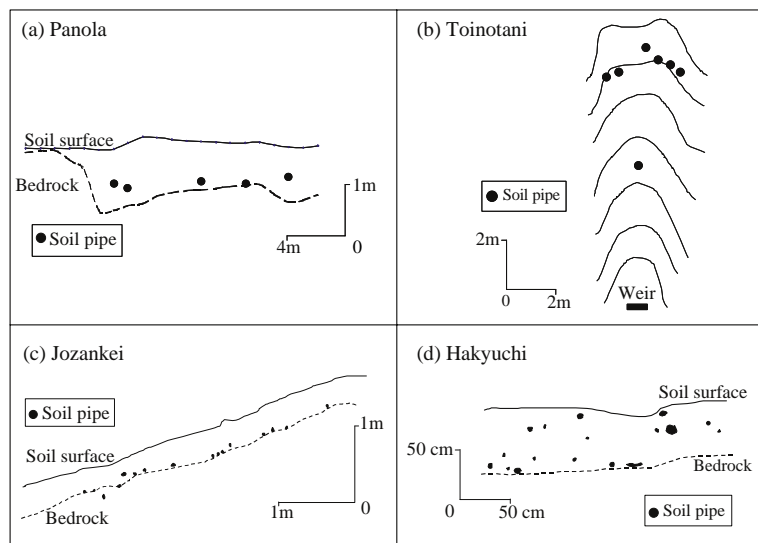 (a) Panola
Soil surface
Bedrock
Soil pipe
1m
4m
0
(b) Toinotani
Soil pipe
2m
0
2m
Weir
(c) Jozankei
Soil pipe
Soil surface
Bedrock
1m
1m
0
(d) Hakyuchi
Soil surface
50 cm
Bedrock
0
50 cm
Soil pipe